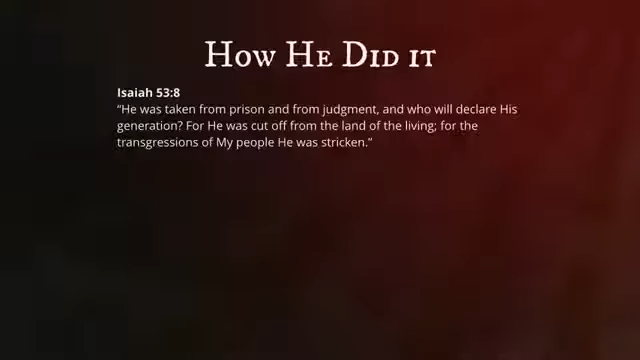 How He Did it
Isaiah 53:8
“He was taken from prison and from judgment, and who will declare His
generation? For He was cut off from the land of the living; for the
transgressions of My people He was stricken.”